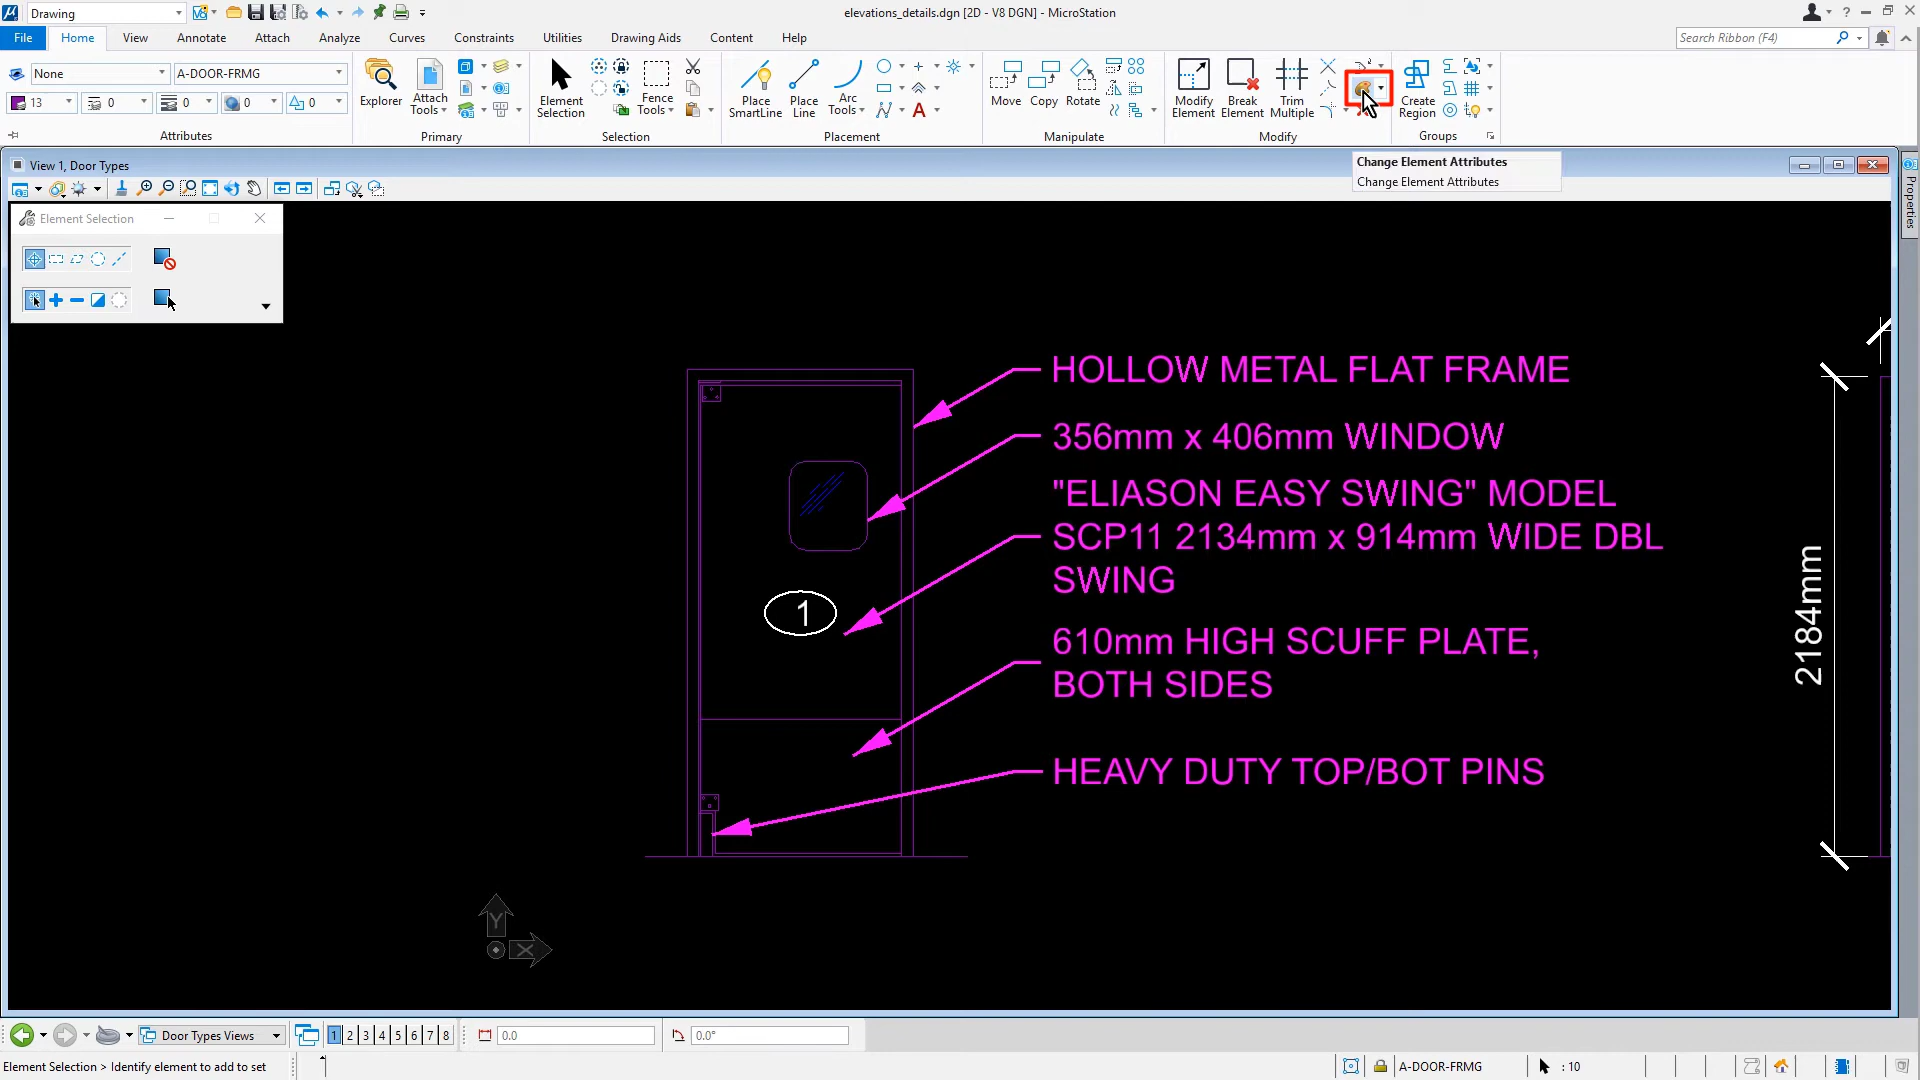 Drawing
elevations_details.dgn [2D - V8 DGN] - MicroStation
File Home View Annotate Attach Analyze Curves Constraints Utilities Drawing Aids Content Help
Search Ribbon (F4)
None A-DOOR-FRMG
13 0 0 0 0
Attributes
Explorer
Attach Tools
Primary
Element Selection
Fence Tools
Selection
Place SmartLine
Place Line
Arc Tools
Placement
Move Copy Rotate
Manipulate
Modify Element
Break Element
Trim Multiple
Modify
Create Region
Groups
View 1, Door Types
Change Element Attributes
Change Element Attributes
Properties
Element Selection
HOLLOW METAL FLAT FRAME
356mm x 406mm WINDOW
"ELIASON EASY SWING" MODEL
SCP11 2134mm x 914mm WIDE DBL
SWING
1
610mm HIGH SCUFF PLATE,
BOTH SIDES
HEAVY DUTY TOP/BOT PINS
2184mm
Y
X
Door Types Views 1 2 3 4 5 6 7 8 0.0 0.0°
Element Selection > Identify element to add to set
A-DOOR-FRMG : 10